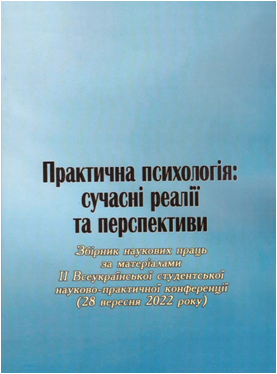 Практична психологія:
сучасні реалії
та перспективи
Збірник наукових праць
за матеріалами
II Всеукраїнської студентської
науково-практичної конференції
(28 вересня 2022 року)